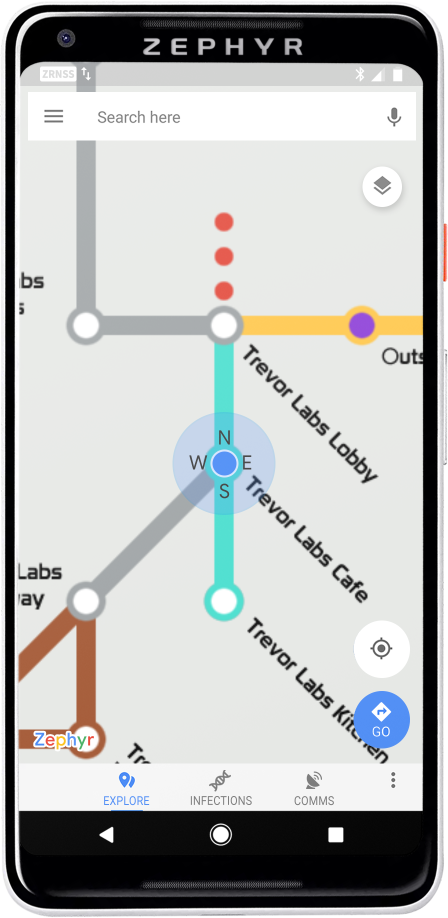 ZEPHYR
ZRNSS
Search here
bs
s
Outs
Trevor Labs Lobby
N
W E
S
Trevor Labs Cafe
Labs
ay
Trevor Labs Kitchen
Zephyr
GO
EXPLORE
INFECTIONS
COMMS